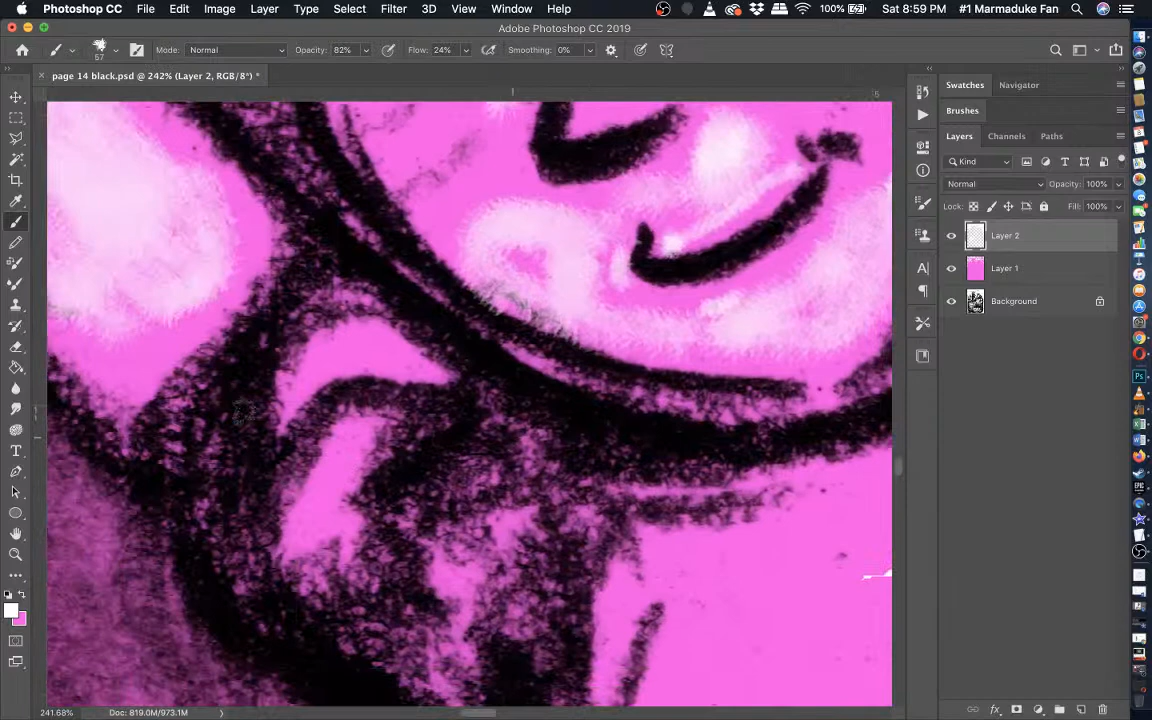 Photoshop CC File Edit Image Layer Type Select Filter 3D View Window Help 100% Sat 8:59 PM #1 Marmaduke Fan
Adobe Photoshop CC 2019
57 Mode: Normal Opacity: 82% Flow: 24% Smoothing: 0%
× page 14 black.psd @ 242% (Layer 2, RGB/8*) *
Swatches Navigator
Brushes
Layers Channels Paths
Kind
Normal Opacity: 100%
Lock: Fill: 100%
Layer 2
Layer 1
Background
241.68% Doc: 819.0M/973.1M